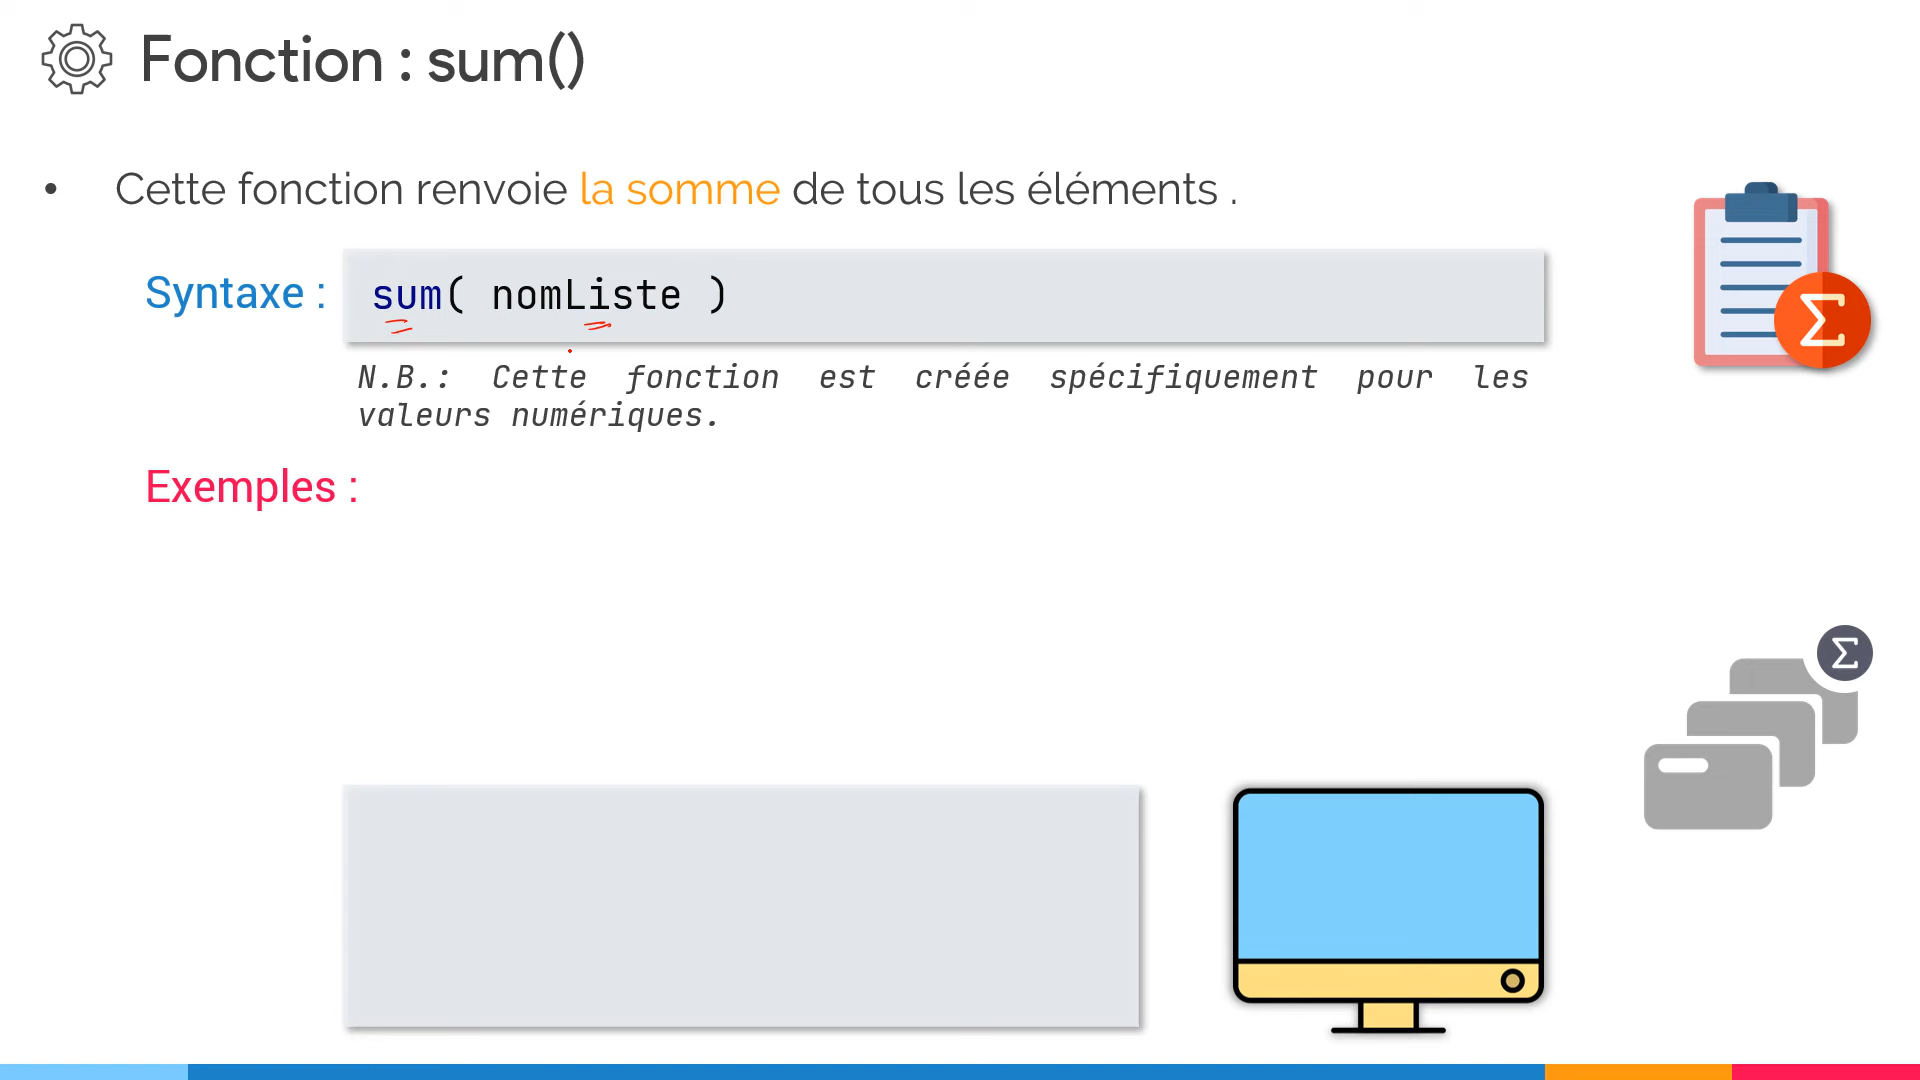 Fonction : sum()
• Cette fonction renvoie la somme de tous les éléments .
Syntaxe : sum( nomListe )
N.B.: Cette fonction est créée spécifiquement pour les
valeurs numériques.
Exemples :
Σ
Σ